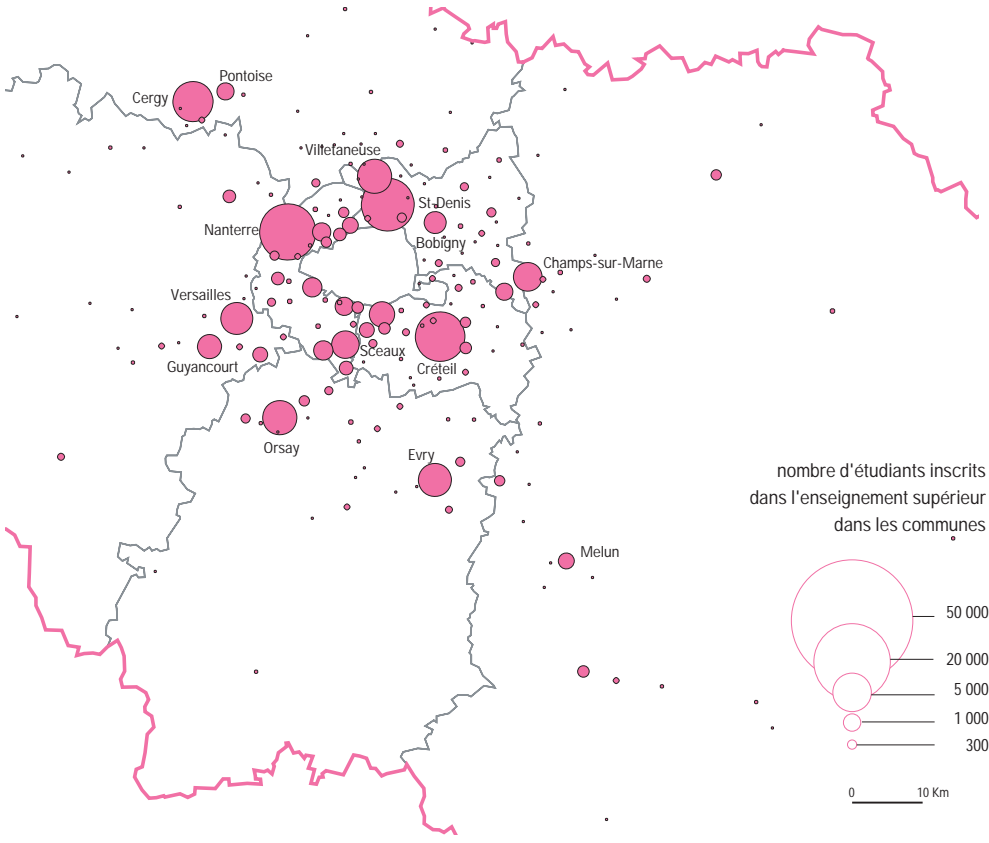 Pontoise
Cergy
Villetaneuse
St-Denis
Nanterre
Bobigny
Champs-sur-Marne
Versailles
Sceaux
Guyancourt
Créteil
Orsay
Evry
Melun
nombre d'étudiants inscrits
dans l'enseignement supérieur
dans les communes
50 000
20 000
5 000
1 000
300
0 10 Km